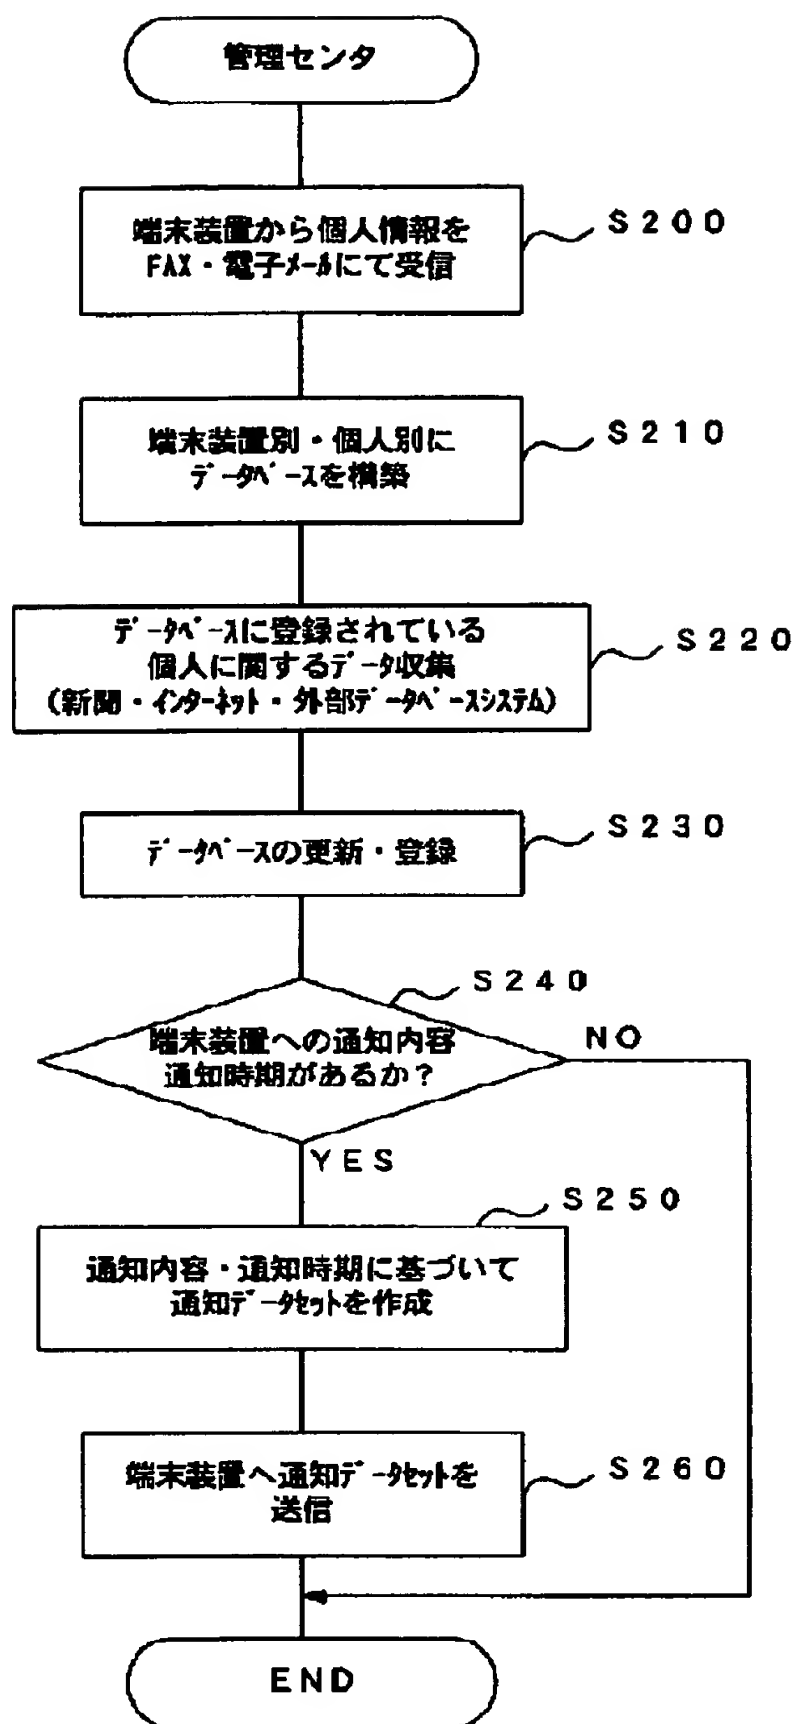 管理センタ
端末装置から個人情報を
FAX・電子ﾒｰﾙにて受信
S200
端末装置別・個人別に
ﾃﾞｰﾀﾍﾞｰｽを構築
S210
ﾃﾞｰﾀﾍﾞｰｽに登録されている
個人に関するﾃﾞｰﾀ収集
(新聞・ｲﾝﾀｰﾈｯﾄ・外部ﾃﾞｰﾀﾍﾞｰｽｼｽﾃﾑ)
S220
ﾃﾞｰﾀﾍﾞｰｽの更新・登録
S230
S240
端末装置への通知内容
通知時期があるか?
NO
YES
S250
通知内容・通知時期に基づいて
通知ﾃﾞｰﾀｾｯﾄを作成
端末装置へ通知ﾃﾞｰﾀｾｯﾄを
送信
S260
END